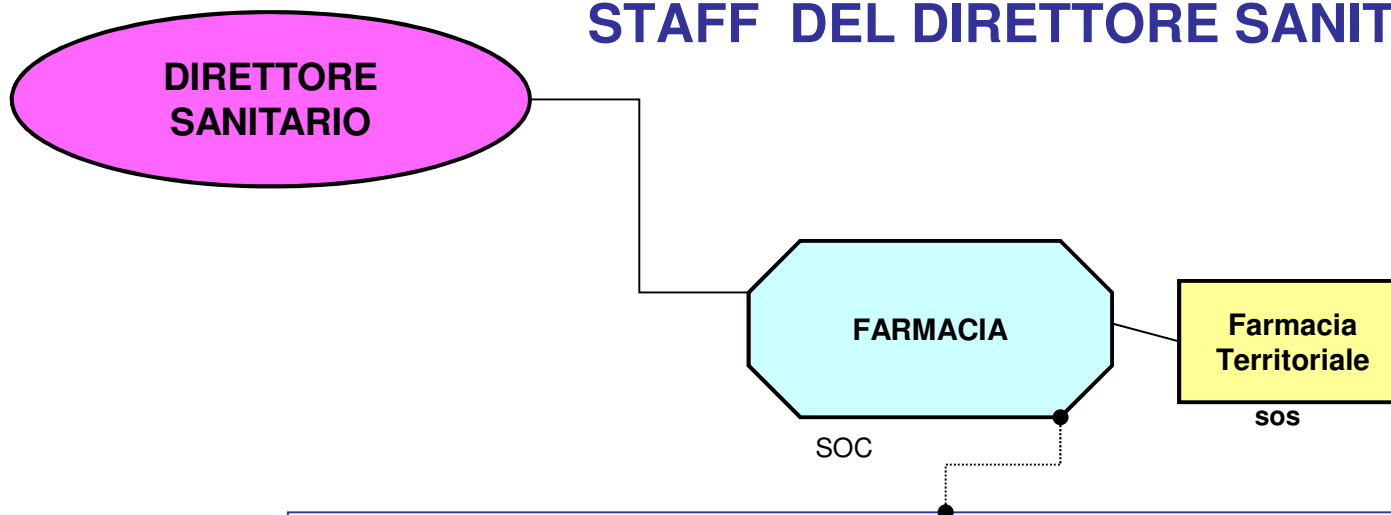 STAFF DEL DIRETTORE SANIT
DIRETTORE
SANITARIO
FARMACIA
Farmacia
Territoriale
sos
SOC